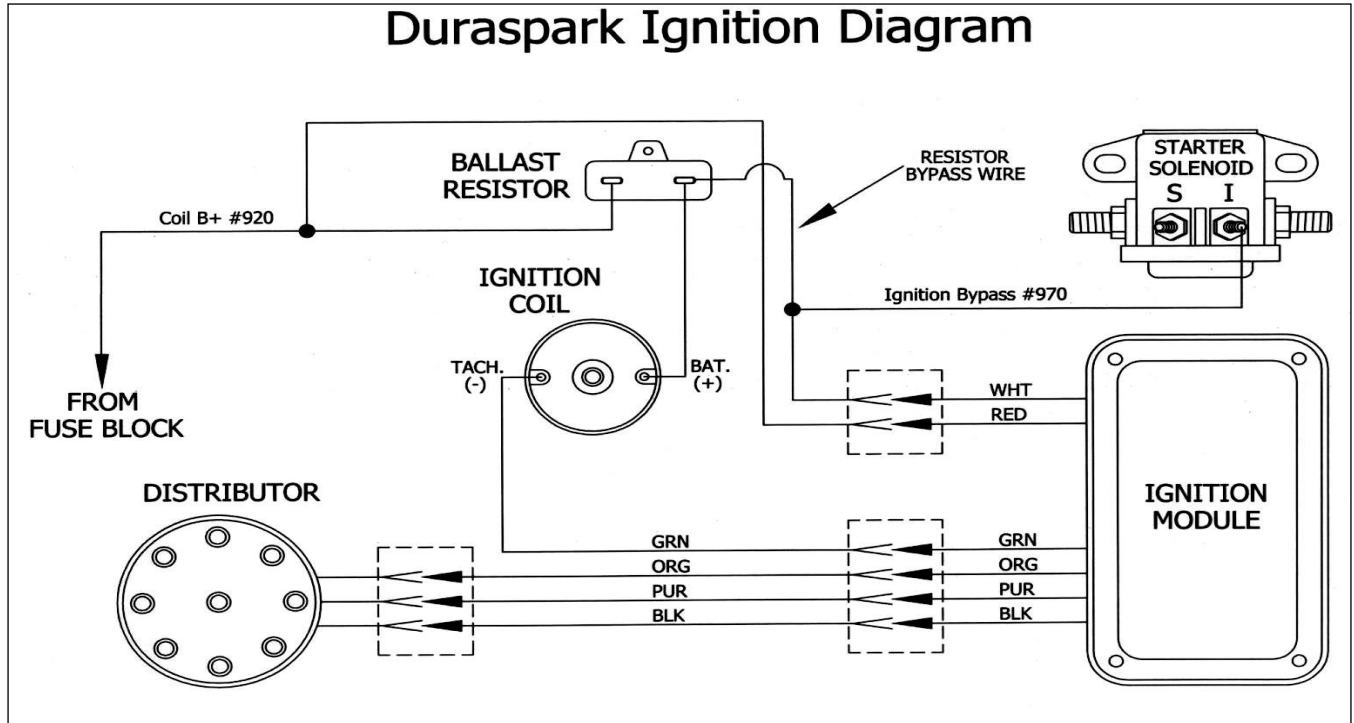 Duraspark Ignition Diagram
BALLAST
RESISTOR
RESISTOR
BYPASS WIRE
STARTER
SOLENOID
S I
Coil B+ #920
IGNITION
COIL
Ignition Bypass #970
TACH.
(-)
BAT.
(+)
FROM
FUSE BLOCK
WHT
RED
DISTRIBUTOR
IGNITION
MODULE
GRN
GRN
ORG
ORG
PUR
PUR
BLK
BLK